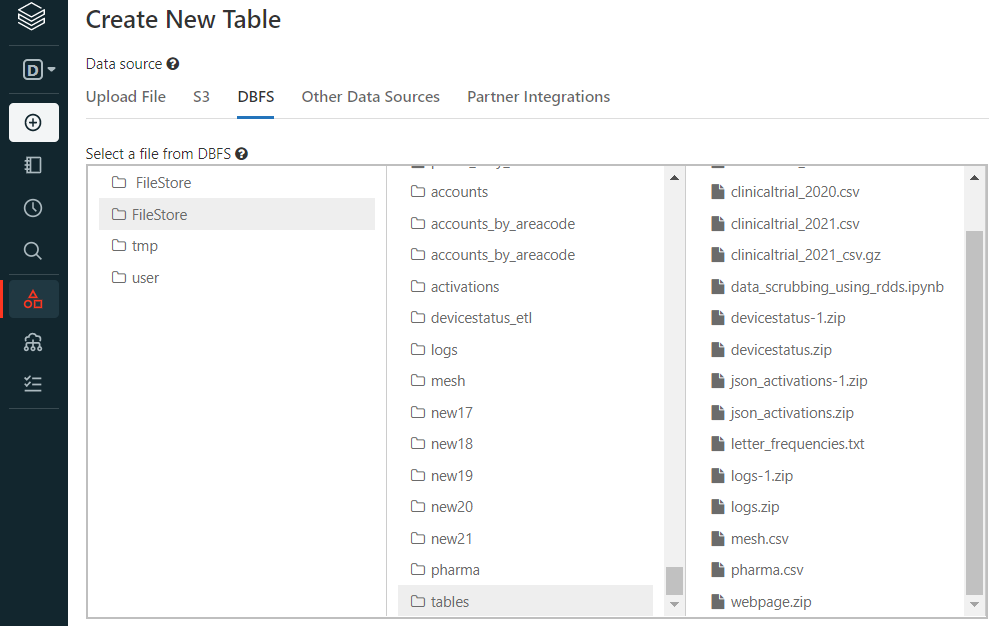 Create New Table
D
Data source
Upload File S3 DBFS Other Data Sources Partner Integrations
Select a file from DBFS
FileStore
FileStore
tmp
user
accounts
accounts_by_areacode
accounts_by_areacode
activations
devicestatus_etl
logs
mesh
new17
new18
new19
new20
new21
pharma
tables
clinicaltrial_2020.csv
clinicaltrial_2021.csv
clinicaltrial_2021_csv.gz
data_scrubbing_using_rdds.ipynb
devicestatus-1.zip
devicestatus.zip
json_activations-1.zip
json_activations.zip
letter_frequencies.txt
logs-1.zip
logs.zip
mesh.csv
pharma.csv
webpage.zip